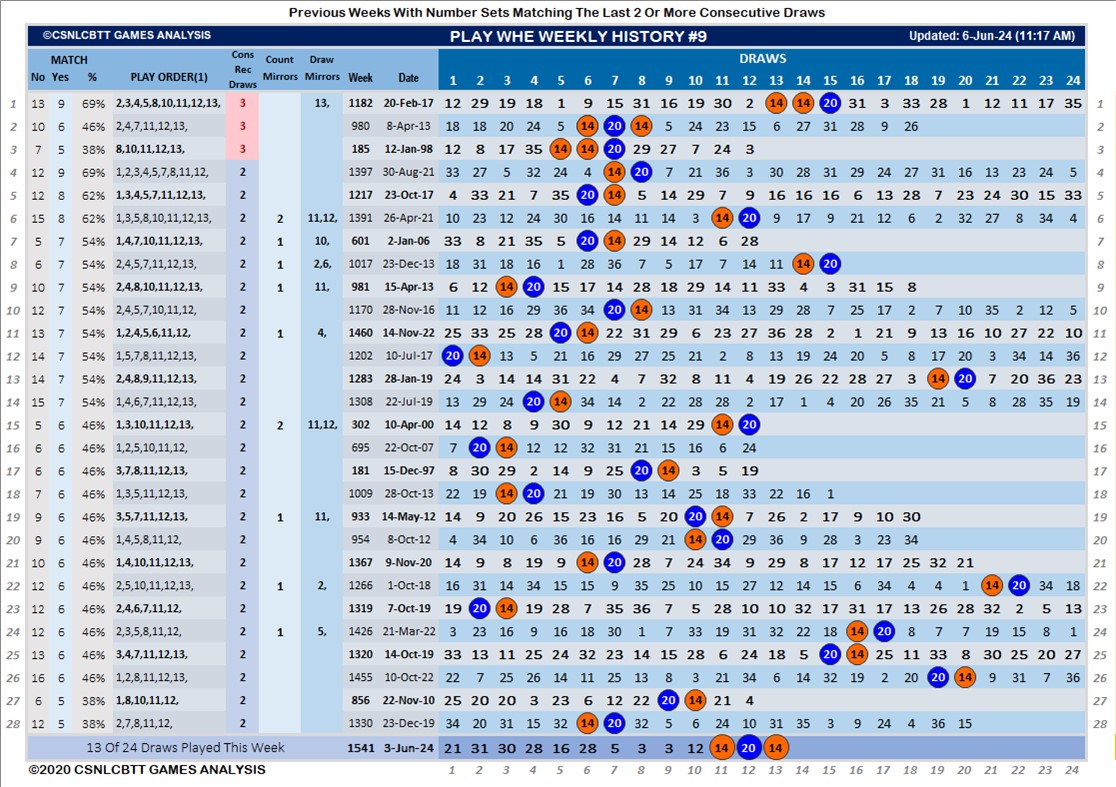 Previous Weeks With Number Sets Matching The Last 2 Or More Consecutive Draws
©CSNLCBTT GAMES ANALYSIS PLAY WHE WEEKLY HISTORY #9 Updated: 6-Jun-24 (11:17 AM)
MATCH Cons Rec Draws Count Mirrors Draw Mirrors DRAWS
No Yes % PLAY ORDER(1) Week Date 1 2 3 4 5 6 7 8 9 10 11 12 13 14 15 16 17 18 19 20 21 22 23 24
1 13 9 69% 2,3,4,5,8,10,11,12,13, 3 13, 1182 20-Feb-17 12 29 19 18 1 9 15 31 16 19 30 2 14 14 20 31 3 33 28 1 12 11 17 35 1
2 10 6 46% 2,4,7,11,12,13, 3 980 8-Apr-13 18 18 20 24 5 14 20 14 5 24 23 15 6 27 31 28 9 26 2
3 7 5 38% 8,10,11,12,13, 3 185 12-Jan-98 12 8 17 35 14 14 20 29 27 7 24 3 3
4 12 9 69% 1,2,3,4,5,7,8,11,12, 2 1397 30-Aug-21 33 27 5 32 24 4 14 20 7 21 36 3 30 28 31 29 24 27 31 16 13 23 24 5 4
5 12 8 62% 1,3,4,5,7,11,12,13, 2 1217 23-Oct-17 4 33 21 7 35 20 14 5 14 29 7 9 16 16 16 6 13 28 7 23 24 30 15 33 5
6 15 8 62% 1,3,5,8,10,11,12,13, 2 2 11,12, 1391 26-Apr-21 10 23 12 24 30 16 14 11 14 3 14 20 14 9 17 9 21 12 6 2 32 27 8 34 4 6
7 5 7 54% 1,4,7,10,11,12,13, 2 1 10, 601 2-Jan-06 33 8 21 35 5 20 14 29 14 12 6 28 7
8 6 7 54% 2,4,5,7,11,12,13, 2 1 2,6, 1017 23-Dec-13 18 31 18 16 1 28 36 7 5 17 7 14 11 14 20 8
9 10 7 54% 2,4,8,10,11,12,13, 2 1 11, 981 15-Apr-13 6 12 14 20 15 17 14 28 18 29 14 11 33 4 3 31 15 8 9
10 12 7 54% 2,4,5,7,10,11,12, 2 1170 28-Nov-16 11 12 16 29 36 34 20 14 13 31 34 13 29 28 7 25 17 2 7 10 35 2 12 5 10
11 13 7 54% 1,2,4,5,6,11,12, 2 1 4, 1460 14-Nov-22 25 33 25 28 20 14 22 31 29 6 23 27 36 28 2 1 21 9 13 16 10 27 22 10 11
12 14 7 54% 1,5,7,8,11,12,13, 2 1202 10-Jul-17 20 14 13 5 21 16 29 27 25 21 2 8 13 19 24 20 5 8 17 20 3 34 14 36 12
13 14 7 54% 2,4,8,9,11,12,13, 2 1283 28-Jan-19 24 3 14 14 31 22 4 7 32 8 11 4 19 26 22 28 27 3 14 20 7 20 36 23 13
14 15 7 54% 1,4,6,7,11,12,13, 2 1308 22-Jul-19 13 29 24 20 14 34 14 2 22 28 28 2 17 14 1 4 20 26 35 21 5 8 28 35 19 14
15 5 6 46% 1,3,10,11,12,13, 2 2 11,12, 302 10-Apr-00 14 12 8 9 30 9 12 21 14 29 14 20 15
16 6 6 46% 1,2,5,10,11,12, 2 695 22-Oct-07 7 20 14 12 12 32 31 21 15 16 6 24 16
17 6 6 46% 3,7,8,11,12,13, 2 181 15-Dec-97 8 30 29 2 14 9 25 20 14 3 5 19 17
18 7 6 46% 1,3,5,11,12,13, 2 1009 28-Oct-13 22 19 14 20 21 19 30 13 14 25 18 33 22 14 16 1 18
19 9 6 46% 3,5,7,11,12,13, 2 1 11, 933 14-May-12 14 9 20 26 15 23 16 5 20 20 14 7 26 2 17 9 10 30 19
20 9 6 46% 1,4,5,8,11,12, 2 954 8-Oct-12 4 34 10 6 36 16 16 29 21 14 20 29 36 9 28 3 23 34 20
21 10 6 46% 1,4,10,11,12,13, 2 1367 9-Nov-20 14 9 8 19 9 14 20 28 7 24 34 9 29 8 17 12 17 25 32 21 21
22 12 6 46% 2,5,10,11,12,13, 2 1 2, 1266 1-Oct-18 16 31 14 34 15 15 9 35 25 10 15 27 12 14 15 6 34 4 4 1 14 20 34 18 22
23 12 6 46% 2,4,6,7,11,12, 2 1319 7-Oct-19 19 20 14 19 28 7 35 36 7 5 28 10 10 32 17 31 17 13 26 28 32 2 5 13 23
24 12 6 46% 2,3,5,8,11,12, 2 1 5, 1426 21-Mar-22 3 23 16 9 16 18 30 1 7 33 19 31 32 22 18 14 20 8 7 7 19 15 8 1 24
25 13 6 46% 3,4,7,11,12,13, 2 1320 14-Oct-19 33 13 11 25 24 32 23 14 15 28 6 24 18 5 20 14 25 11 33 8 30 25 20 27 25
26 16 6 46% 1,2,8,11,12,13, 2 1455 10-Oct-22 22 7 25 26 14 11 25 13 8 3 21 34 6 14 32 19 2 20 20 14 9 31 7 36 26
27 6 5 38% 1,8,10,11,12, 2 856 22-Nov-10 25 20 20 3 23 6 12 22 20 14 21 4 27
28 12 5 38% 2,7,8,11,12, 2 1330 23-Dec-19 34 20 31 15 32 14 20 32 5 6 24 10 31 35 3 9 24 4 36 15 28
13 Of 24 Draws Played This Week 1541 3-Jun-24 21 31 30 28 16 28 5 3 3 12 14 20 14
©2020 CSNLCBTT GAMES ANALYSIS 1 2 3 4 5 6 7 8 9 10 11 12 13 14 15 16 17 18 19 20 21 22 23 24